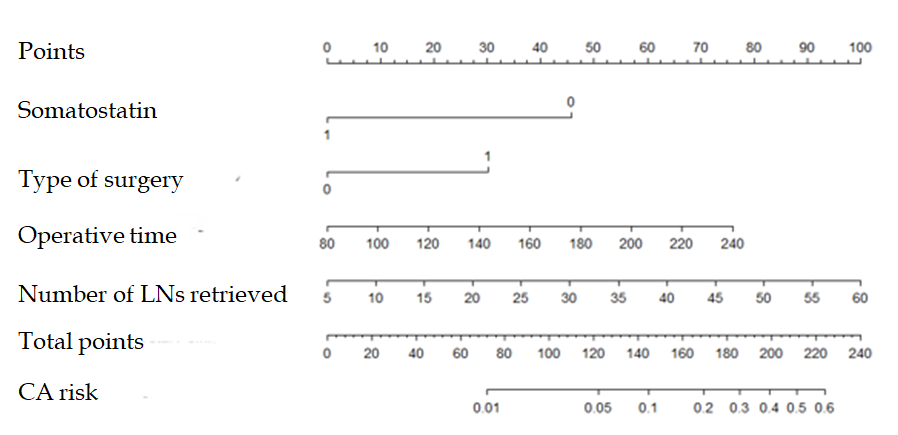 Points 0 10 20 30 40 50 60 70 80 90 100
Somatostatin 0
1
Type of surgery 1
0
Operative time
80 100 120 140 160 180 200 220 240
Number of LNs retrieved 5 10 15 20 25 30 35 40 45 50 55 60
Total points
0 20 40 60 80 100 120 140 160 180 200 220 240
CA risk
0.01 0.05 0.1 0.2 0.3 0.4 0.5 0.6